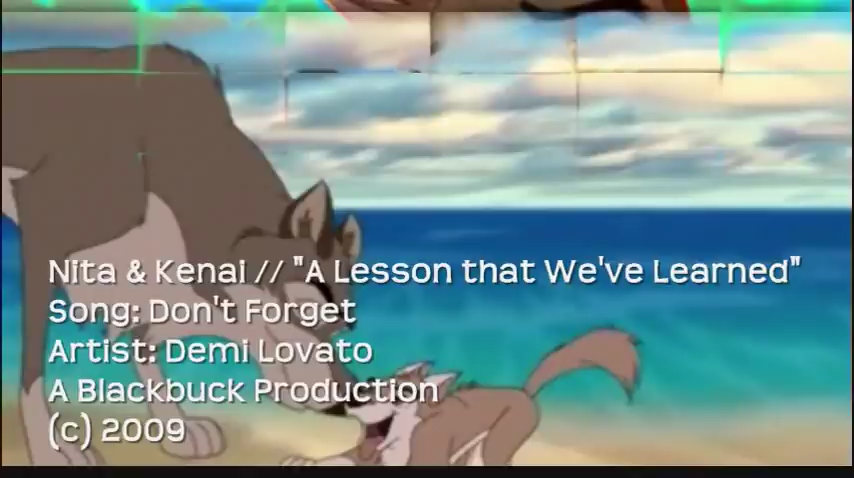 Nita & Kenai // "A Lesson that We've Learned"
Song: Don't Forget
Artist: Demi Lovato
A Blackbuck Production
(c) 2009